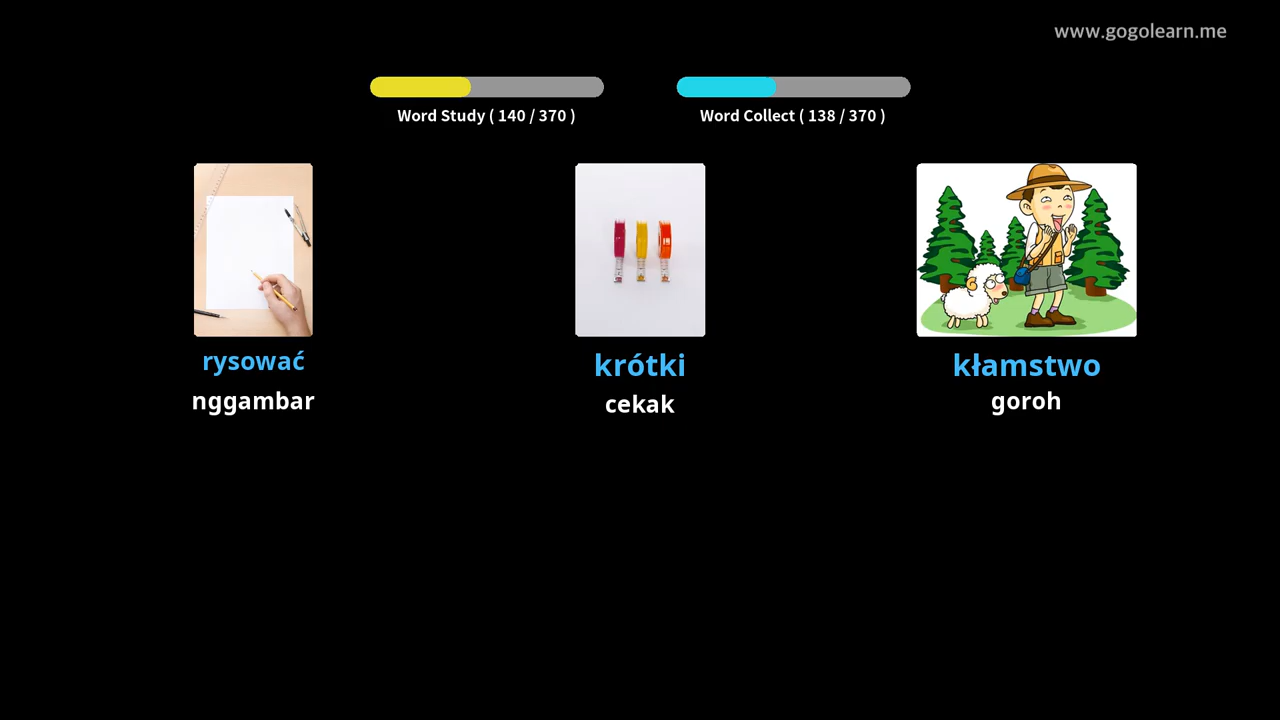 www.gogolearn.me
Word Study ( 140 / 370 )
Word Collect ( 138 / 370 )
rysować
nggambar
krótki
cekak
kłamstwo
goroh